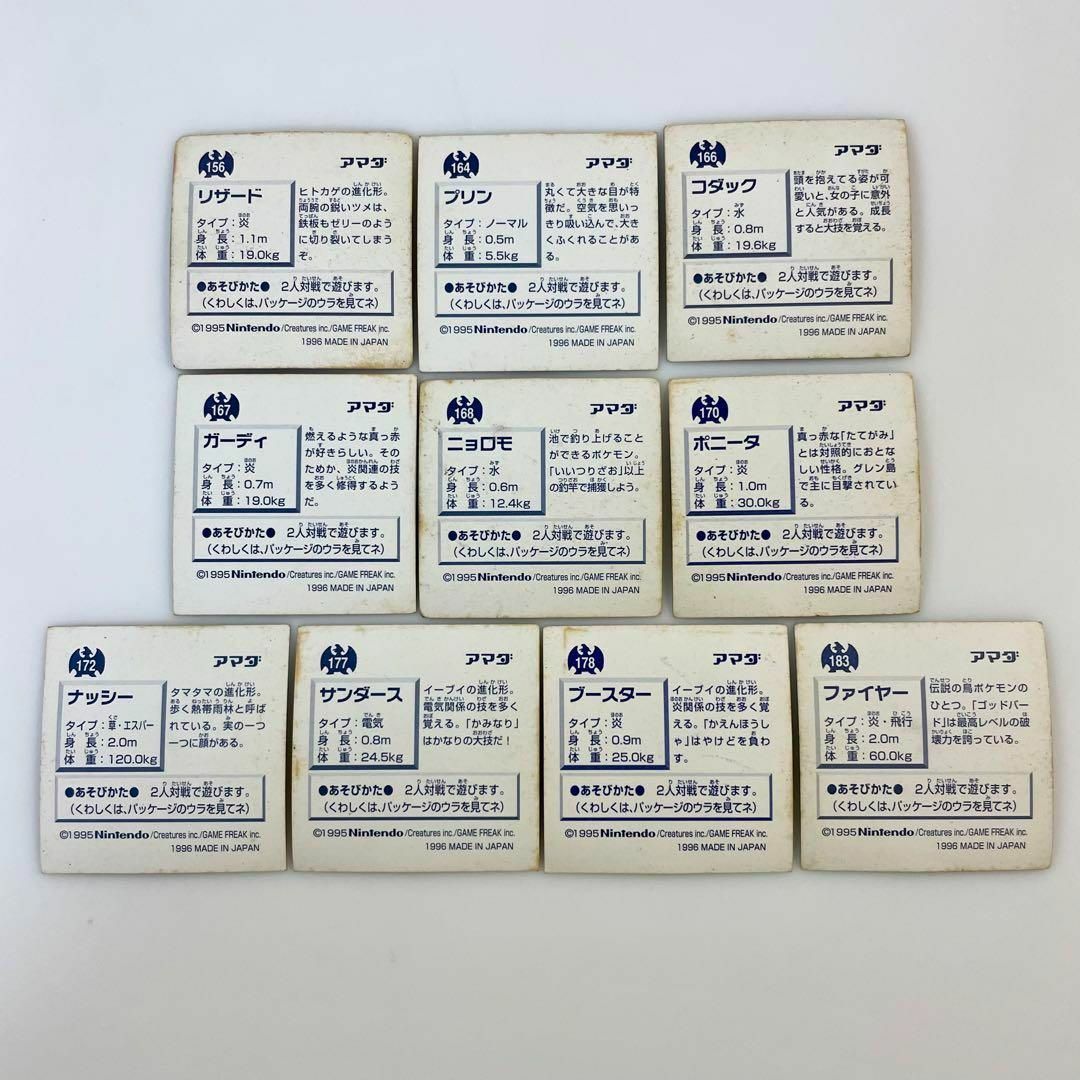 156 アマダ
リザード
タイプ：炎
身長：1.1m
体重：19.0kg
ヒトカゲの進化形。
両腕の鋭いツメは、
鉄板もゼリーのよう
に切り裂いてしまう
ぞ。
●あそびかた● 2人対戦で遊びます。
(くわしくは、パッケージのウラを見てネ)
©1995 Nintendo/Creatures inc./GAME FREAK inc.
1996 MADE IN JAPAN
164 アマダ
プリン
タイプ：ノーマル
身長：0.5m
体重：5.5kg
丸くて大きな目が特
徴だ。空気を思いっ
きり吸い込んで、大き
くふくれることがあ
る。
●あそびかた● 2人対戦で遊びます。
(くわしくは、パッケージのウラを見てネ)
©1995 Nintendo/Creatures inc./GAME FREAK inc.
1996 MADE IN JAPAN
166 アマダ
コダック
タイプ：水
身長：0.8m
体重：19.6kg
頭を抱えてる姿が可
愛いと、女の子に意外
と人気がある。成長
すると大技を覚える。
●あそびかた● 2人対戦で遊びます。
(くわしくは、パッケージのウラを見てネ)
©1995 Nintendo/Creatures inc./GAME FREAK inc.
1996 MADE IN JAPAN
167 アマダ
ガーディ
タイプ：炎
身長：0.7m
体重：19.0kg
燃えるような真っ赤
が好きらしい。その
ためか、炎関連の技
を多く修得するよう
だ。
●あそびかた● 2人対戦で遊びます。
(くわしくは、パッケージのウラを見てネ)
©1995 Nintendo/Creatures inc./GAME FREAK inc.
1996 MADE IN JAPAN
168 アマダ
ニョロモ
タイプ：水
身長：0.6m
体重：12.4kg
池で釣り上げること
ができるポケモン。
「いいつりざお」以上
の釣竿で捕獲しよう。
●あそびかた● 2人対戦で遊びます。
(くわしくは、パッケージのウラを見てネ)
©1995 Nintendo/Creatures inc./GAME FREAK inc.
1996 MADE IN JAPAN
170 アマダ
ポニータ
タイプ：炎
身長：1.0m
体重：30.0kg
真っ赤な「たてがみ」
とは対照的におとな
しい性格。グレン島
で主に目撃されてい
る。
●あそびかた● 2人対戦で遊びます。
(くわしくは、パッケージのウラを見てネ)
©1995 Nintendo/Creatures inc./GAME FREAK inc.
1996 MADE IN JAPAN
172 アマダ
ナッシー
タイプ：草・エスパー
身長：2.0m
体重：120.0kg
タマタマの進化形。
歩く熱帯雨林と呼ば
れている。実の一つ
一つに顔がある。
●あそびかた● 2人対戦で遊びます。
(くわしくは、パッケージのウラを見てネ)
©1995 Nintendo/Creatures inc./GAME FREAK inc.
1996 MADE IN JAPAN
177 アマダ
サンダース
タイプ：電気
身長：0.8m
体重：24.5kg
イーブイの進化形。
電気関係の技を多く
覚える。「かみなり」
はかなりの大技だ！
●あそびかた● 2人対戦で遊びます。
(くわしくは、パッケージのウラを見てネ)
©1995 Nintendo/Creatures inc./GAME FREAK inc.
1996 MADE IN JAPAN
178 アマダ
ブースター
タイプ：炎
身長：0.9m
体重：25.0kg
イーブイの進化形。
炎関係の技を多く覚
える。「かえんほうし
ゃ」はやけどを負わ
す。
●あそびかた● 2人対戦で遊びます。
(くわしくは、パッケージのウラを見てネ)
©1995 Nintendo/Creatures inc./GAME FREAK inc.
1996 MADE IN JAPAN
183 アマダ
ファイヤー
タイプ：炎・飛行
身長：2.0m
体重：60.0kg
伝説の鳥ポケモンの
ひとつ。「ゴッドバー
ド」は最高レベルの破
壊力を誇っている。
●あそびかた● 2人対戦で遊びます。
(くわしくは、パッケージのウラを見てネ)
©1995 Nintendo/Creatures inc./GAME FREAK inc.
1996 MADE IN JAPAN